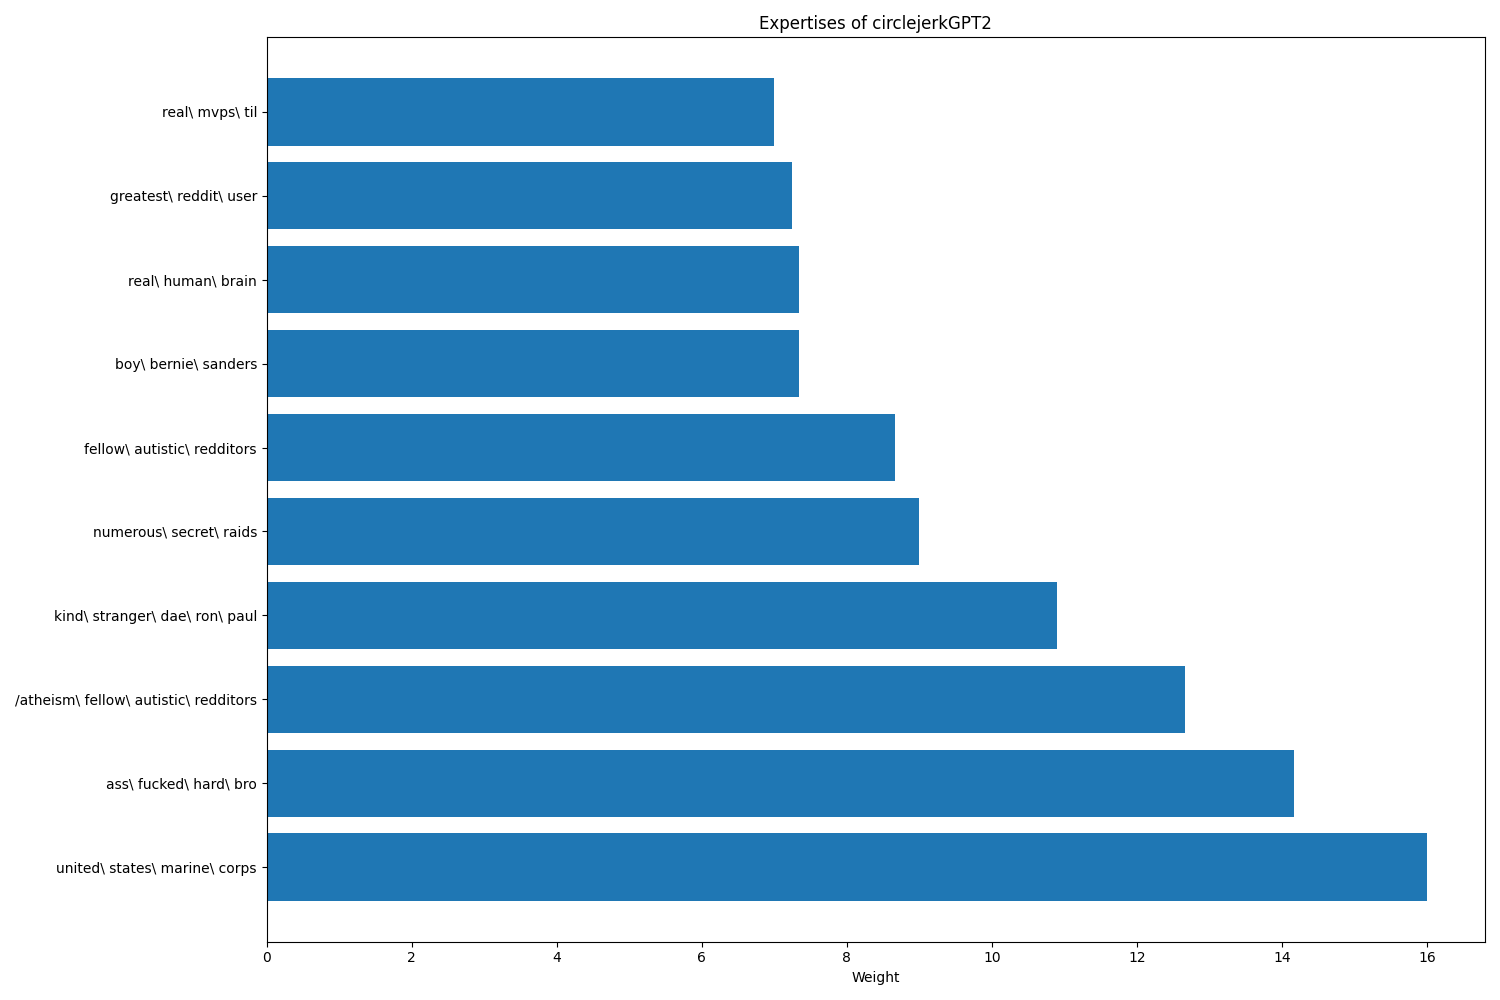 Expertises of circlejerkGPT2
real\ mvps\ til
greatest\ reddit\ user
real\ human\ brain
boy\ bernie\ sanders
fellow\ autistic\ redditors
numerous\ secret\ raids
kind\ stranger\ dae\ ron\ paul
/atheism\ fellow\ autistic\ redditors
ass\ fucked\ hard\ bro
united\ states\ marine\ corps
0 2 4 6 8 10 12 14 16
Weight